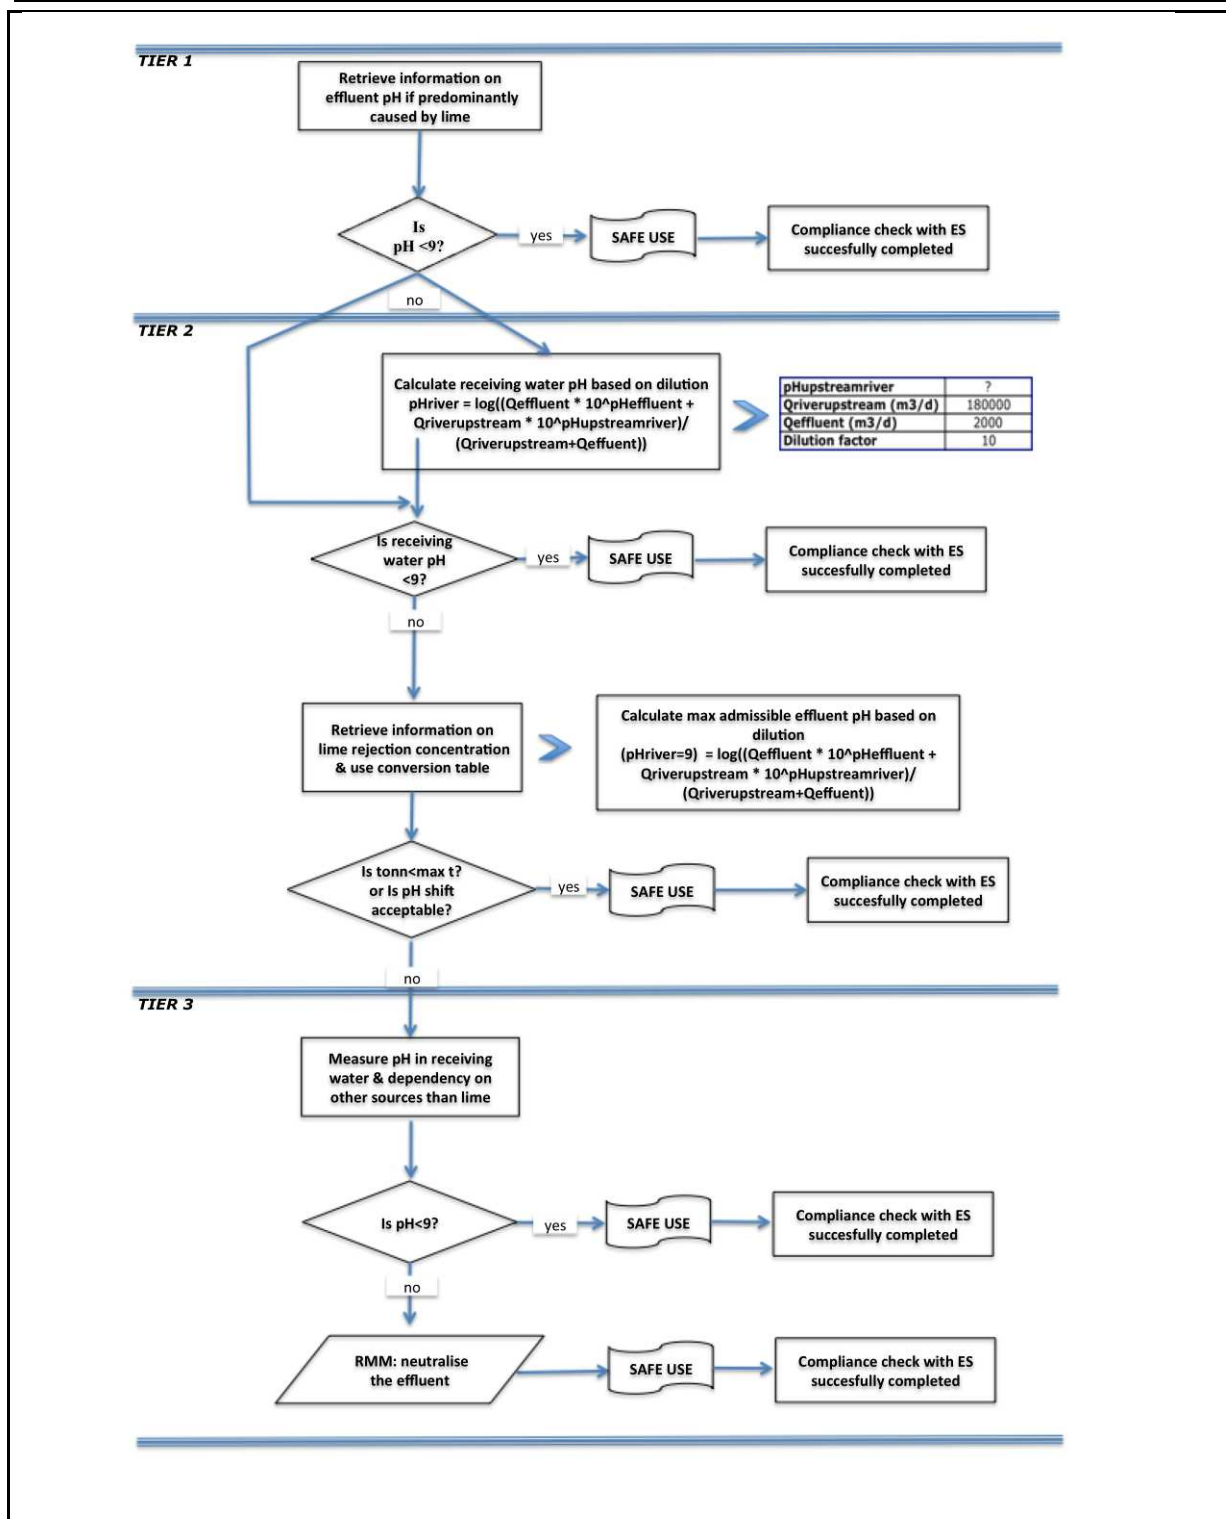 TIER 1
Retrieve information on
effluent pH if predominantly
caused by lime
Is
pH <9?
yes
SAFE USE
Compliance check with ES
succesfully completed
no
TIER 2
Calculate receiving water pH based on dilution
pHriver = log((Qeffluent * 10^pHeffluent +
Qriverupstream * 10^pHupstreamriver)/
(Qriverupstream+Qeffuent))
pHupstreamriver ?
Qriverupstream (m3/d) 180000
Qeffluent (m3/d) 2000
Dilution factor 10
Is receiving
water pH
<9?
yes
SAFE USE
Compliance check with ES
succesfully completed
no
Retrieve information on
lime rejection concentration
& use conversion table
Calculate max admissible effluent pH based on
dilution
(pHriver=9) = log((Qeffluent * 10^pHeffluent +
Qriverupstream * 10^pHupstreamriver)/
(Qriverupstream+Qeffuent))
Is tonn<max t?
or Is pH shift
acceptable?
yes
SAFE USE
Compliance check with ES
succesfully completed
no
TIER 3
Measure pH in receiving
water & dependency on
other sources than lime
Is pH<9?
yes
SAFE USE
Compliance check with ES
succesfully completed
no
RMM: neutralise
the effluent
SAFE USE
Compliance check with ES
succesfully completed